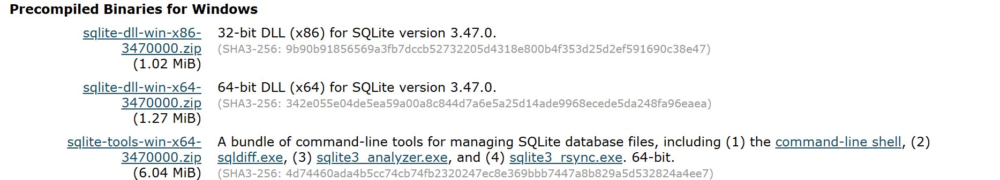 Precompiled Binaries for Windows
sqlite-dll-win-x86-
3470000.zip
(1.02 MiB)
32-bit DLL (x86) for SQLite version 3.47.0.
(SHA3-256: 9b90b91856569a3fb7dccb52732205d4318e800b4f353d25d2ef591690c38e47)
sqlite-dll-win-x64-
3470000.zip
(1.27 MiB)
64-bit DLL (x64) for SQLite version 3.47.0.
(SHA3-256: 342e055e04de5ea59a00a8c844d7a6e5a25d14ade9968ecede5da248fa96eaea)
sqlite-tools-win-x64-
3470000.zip
(6.04 MiB)
A bundle of command-line tools for managing SQLite database files, including (1) the command-line shell, (2)
sqldiff.exe, (3) sqlite3_analyzer.exe, and (4) sqlite3_rsync.exe. 64-bit.
(SHA3-256: 4d74460ada4b5cc74cb74fb2320247ec8e369bbb7447a8b829a5d532824a4ee7)